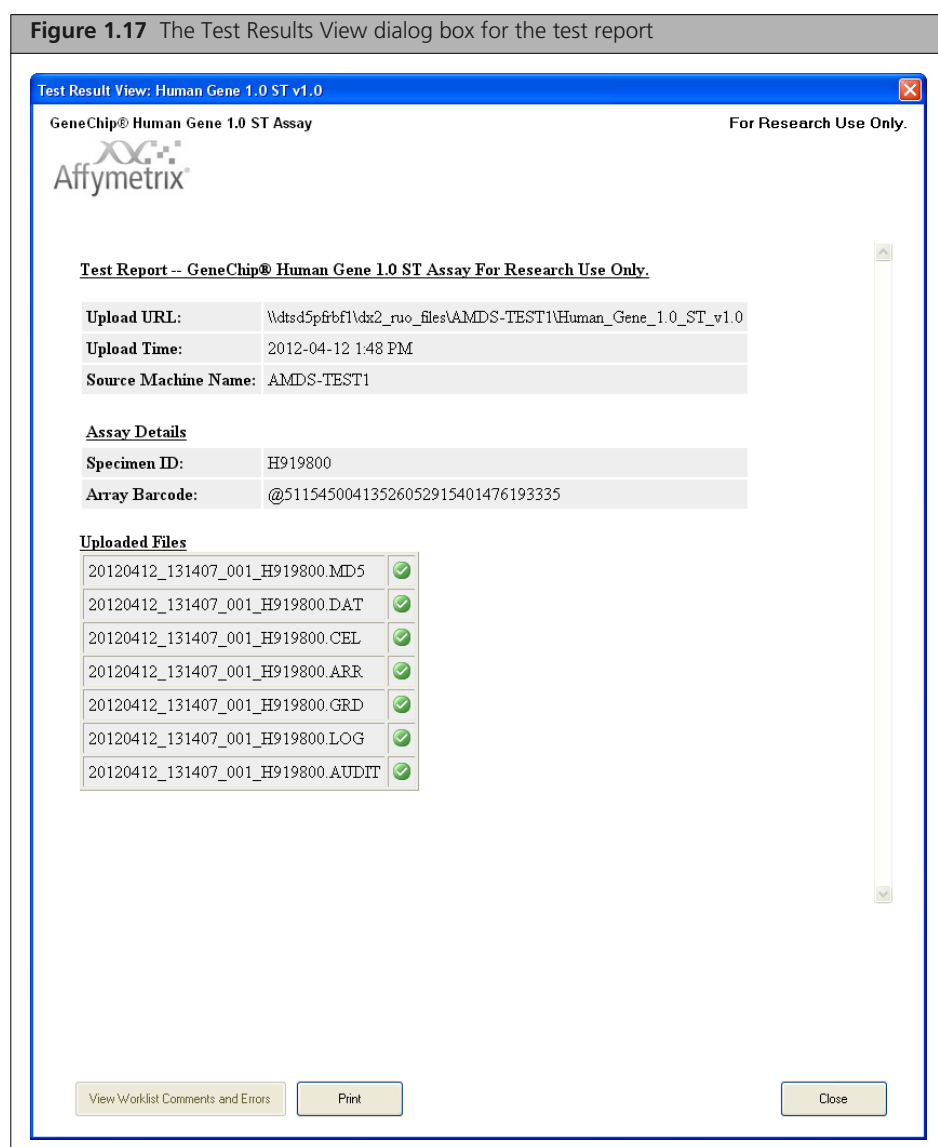 Figure 1.17 The Test Results View dialog box for the test report
Test Result View: Human Gene 1.0 ST v1.0
GeneChip® Human Gene 1.0 ST Assay
For Research Use Only.
Affymetrix®
Test Report -- GeneChip® Human Gene 1.0 ST Assay For Research Use Only.
Upload URL: \\dtsd5pfrbf1\dx2_ruo_files\AMDS-TEST1\Human_Gene_1.0_ST_v1.0
Upload Time: 2012-04-12 1:48 PM
Source Machine Name: AMDS-TEST1
Assay Details
Specimen ID: H919800
Array Barcode: @51154500413526052915401476193335
Uploaded Files
20120412_131407_001_H919800.MD5
20120412_131407_001_H919800.DAT
20120412_131407_001_H919800.CEL
20120412_131407_001_H919800.ARR
20120412_131407_001_H919800.GRD
20120412_131407_001_H919800.LOG
20120412_131407_001_H919800.AUDIT
View Worklist Comments and Errors
Print
Close